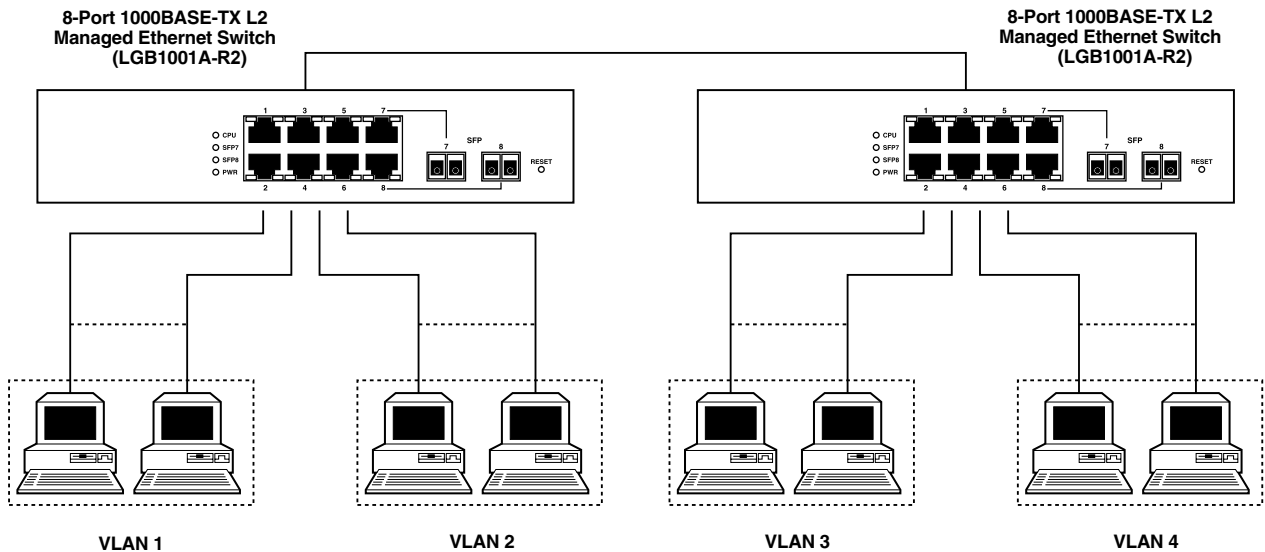 8-Port 1000BASE-TX L2
Managed Ethernet Switch
(LGB1001A-R2)
8-Port 1000BASE-TX L2
Managed Ethernet Switch
(LGB1001A-R2)
1 3 5 7
CPU
SFP7
SFP8
PWR
SFP
7 8
RESET
2 4 6 8
1 3 5 7
CPU
SFP7
SFP8
PWR
SFP
7 8
RESET
2 4 6 8
VLAN 1
VLAN 2
VLAN 3
VLAN 4